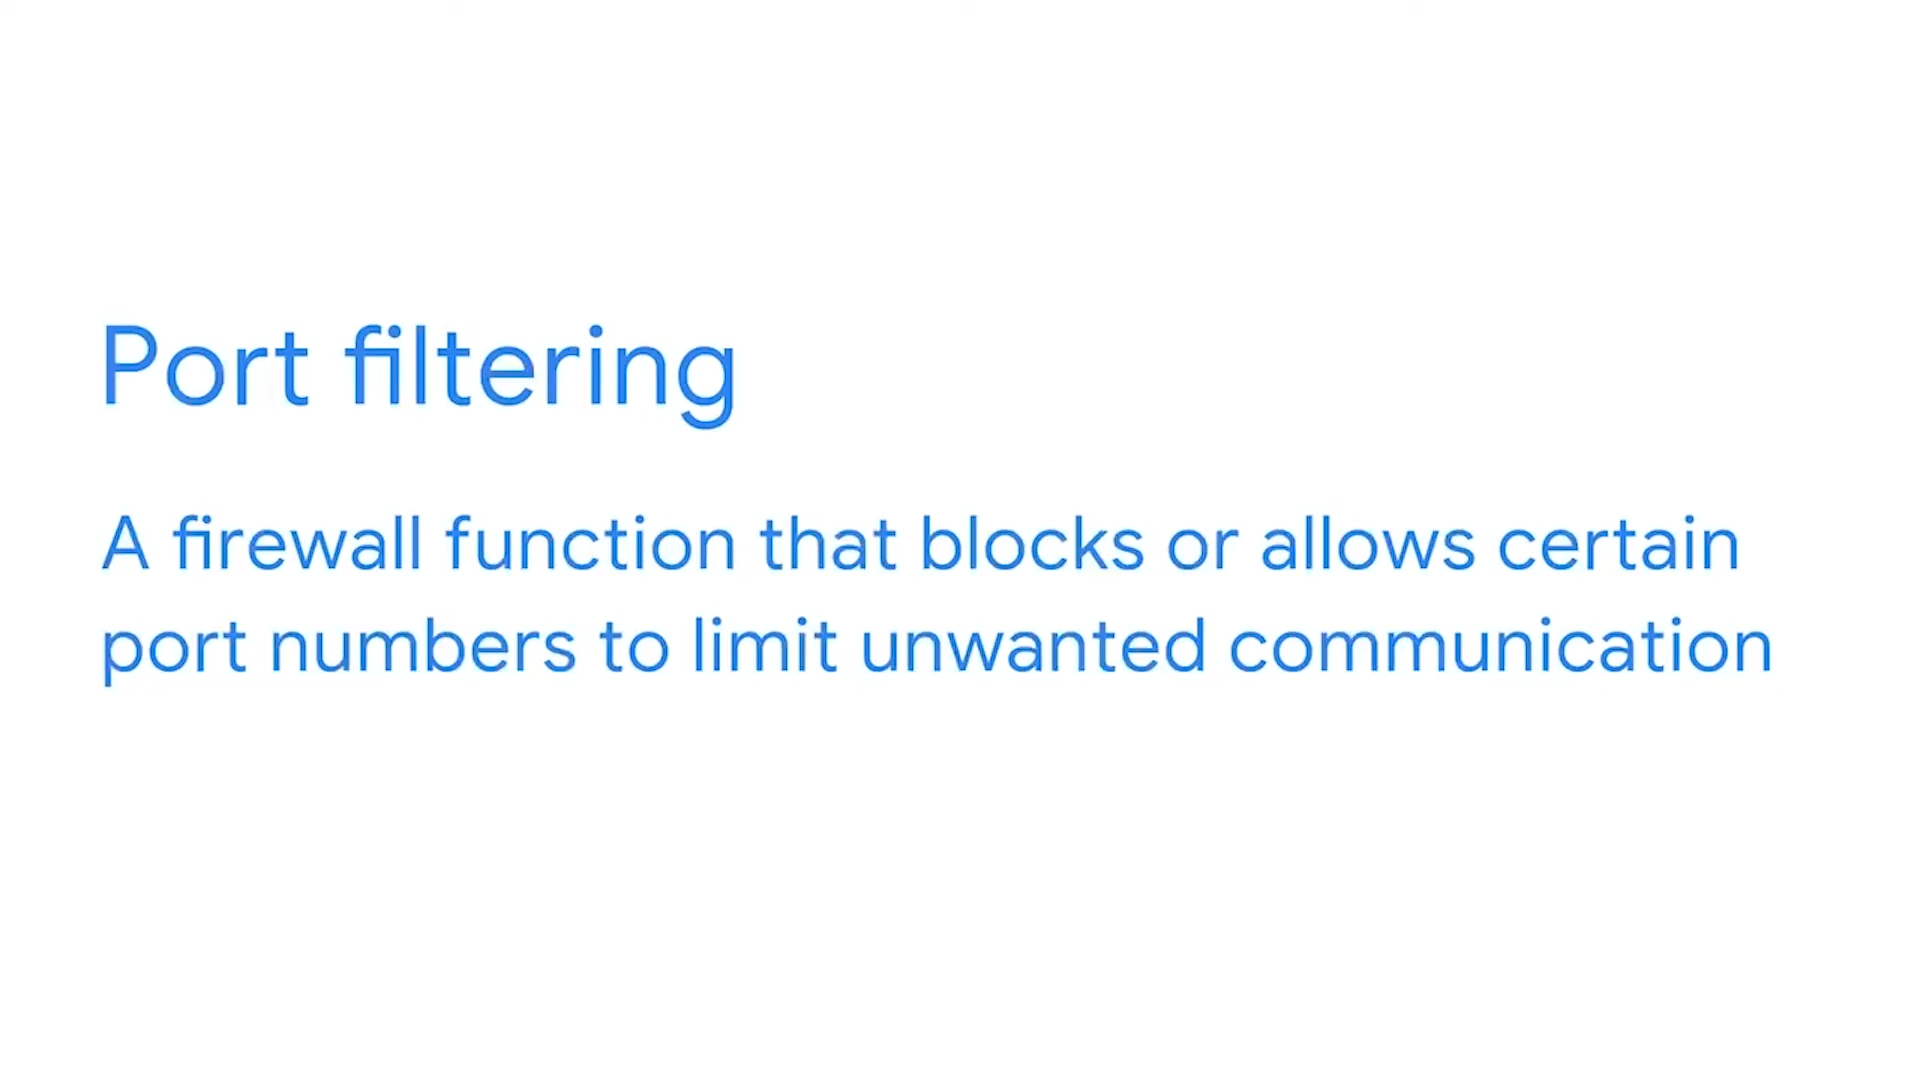 Port filtering
A firewall function that blocks or allows certain
port numbers to limit unwanted communication